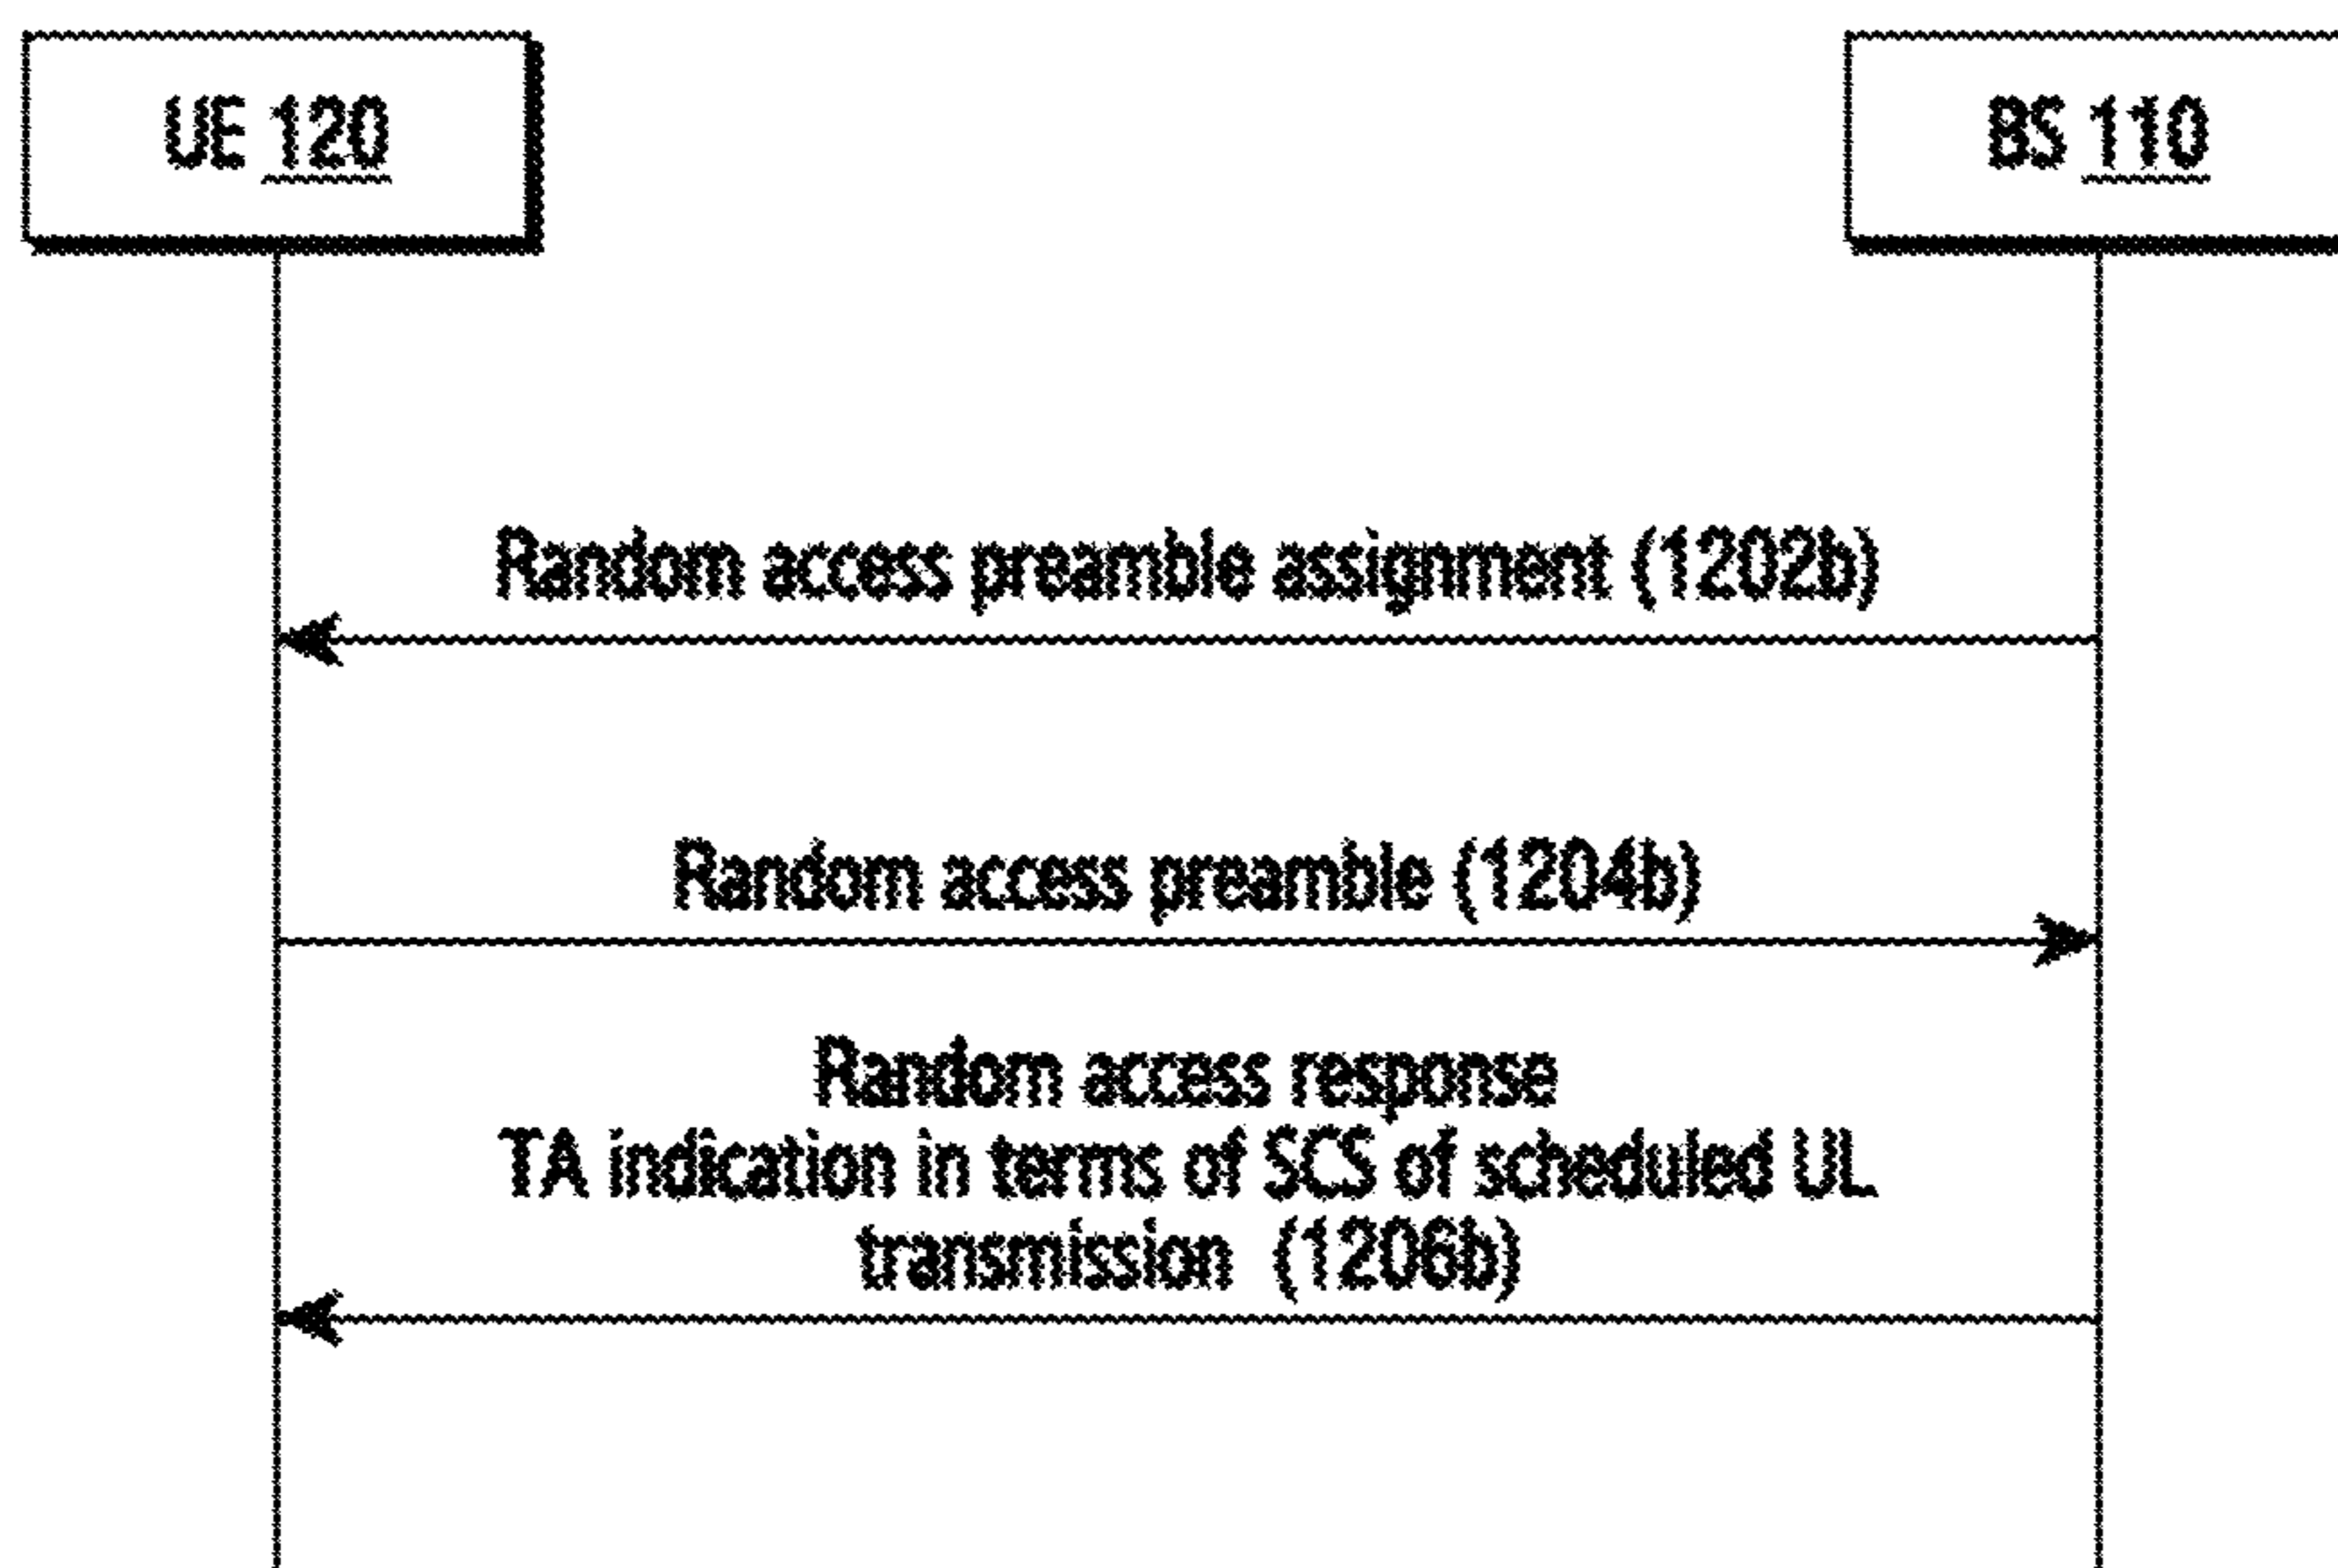 UE 120
BS 110
Random access preamble assignment (1202b)
Random access preamble (1204b)
Random access response
TA indication in terms of SCS of scheduled UL
transmission (1206b)